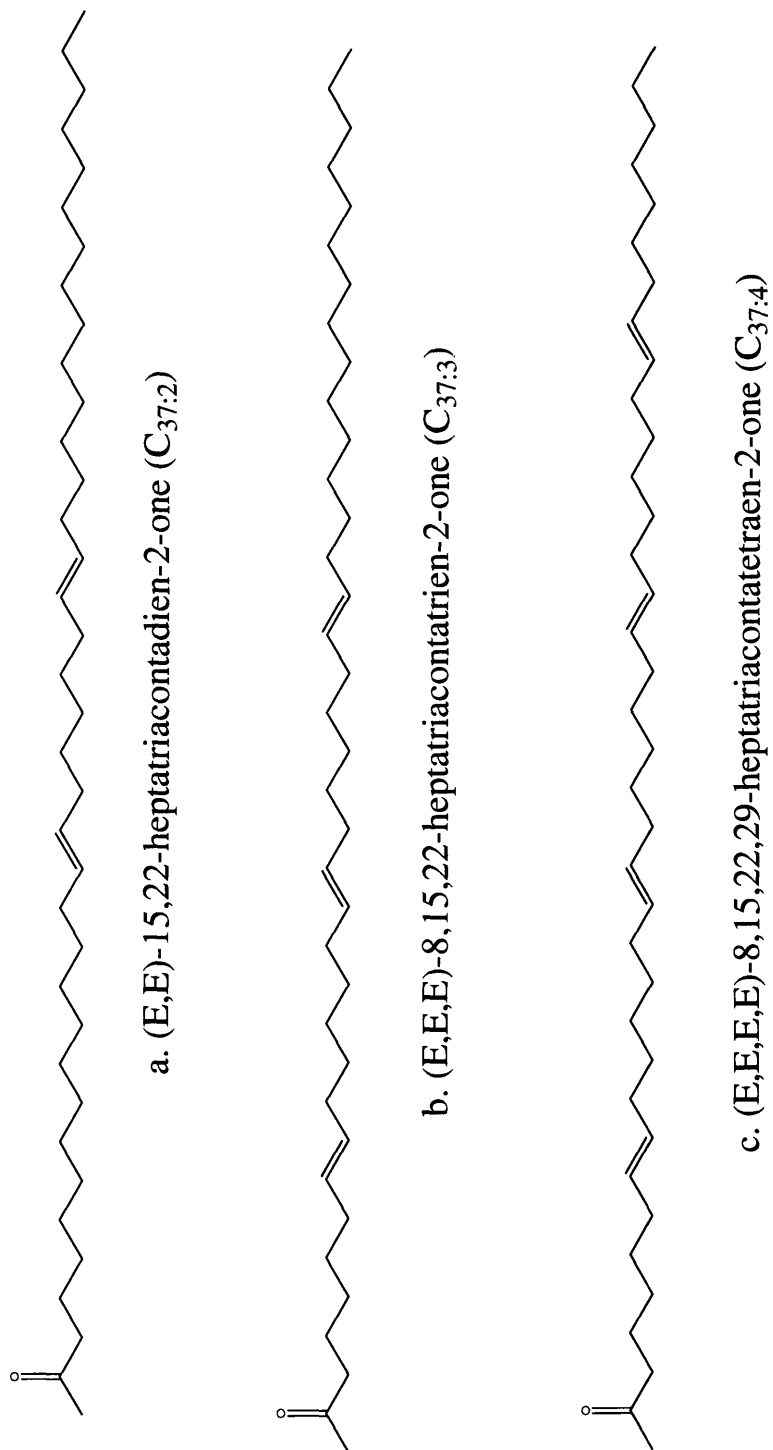 O
a. (E,E)-15,22-heptatriacontadien-2-one (C37:2)
O
b. (E,E,E)-8,15,22-heptatriacontatrien-2-one (C37:3)
O
c. (E,E,E,E)-8,15,22,29-heptatriacontatetraen-2-one (C37:4)